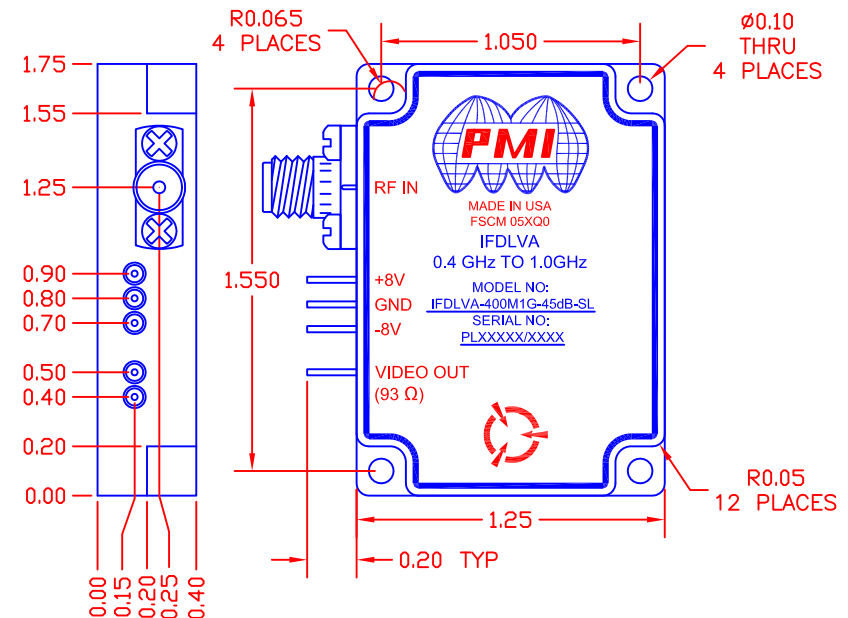 R0.065
4 PLACES
1.050
Ø0.10
THRU
4 PLACES
1.75
1.55
1.25
0.90
0.80
0.70
0.50
0.40
0.20
0.00
0.00
0.15
0.20
0.25
0.40
1.550
PMI
RF IN
MADE IN USA
FSCM 05XQ0
IFDLVA
0.4 GHz TO 1.0GHz
+8V
MODEL NO:
GND
IFDLVA-400M1G-45dB-SL
-8V
SERIAL NO:
PLXXXXX/XXXX
VIDEO OUT
(93 Ω)
R0.05
12 PLACES
1.25
0.20 TYP